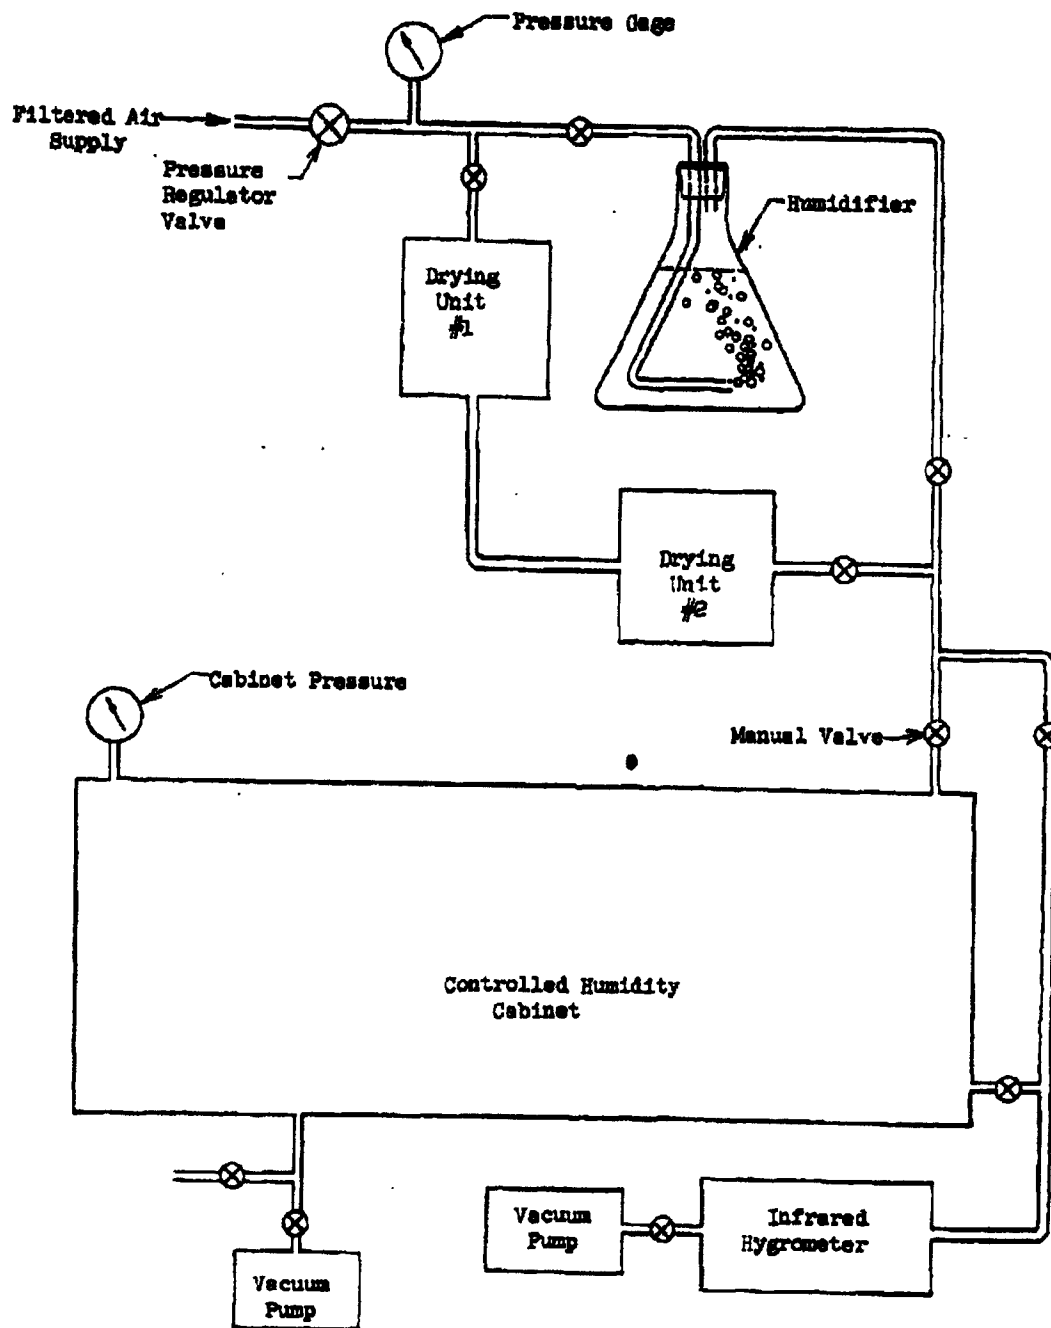 Pressure Gage
Filtered Air
Supply
Pressure
Regulator
Valve
Humidifier
Drying
Unit
#1
Drying
Unit
#2
Cabinet Pressure
Manual Valve
Controlled Humidity
Cabinet
Vacuum
Pump
Infrared
Hygrometer
Vacuum
Pump